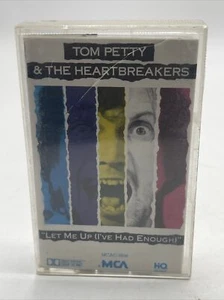 TOM PETTY
& THE HEARTBREAKERS
"LET ME UP (I'VE HAD ENOUGH)"
MCA
HQ